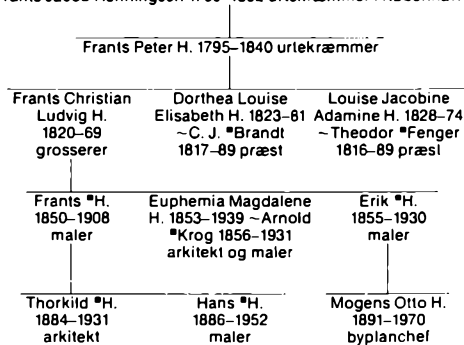 Frants Peter H. 1795–1840 urtekræmmer
Frants Christian
Ludvig H.
1820–69
grosserer
Dorthea Louise
Elisabeth H. 1823–81
~C. J. ▪Brandt
1817–89 præst
Louise Jacobine
Adamine H. 1828–74
~Theodor ▪Fenger
1816–89 præst
Frants ▪H.
1850–1908
maler
Euphemia Magdalene
H. 1853–1939 ~Arnold
▪Krog 1856–1931
arkitekt og maler
Erik ▪H.
1855–1930
maler
Thorkild ▪H.
1884–1931
arkitekt
Hans ▪H.
1886–1952
maler
Mogens Otto H.
1891–1970
byplanchef